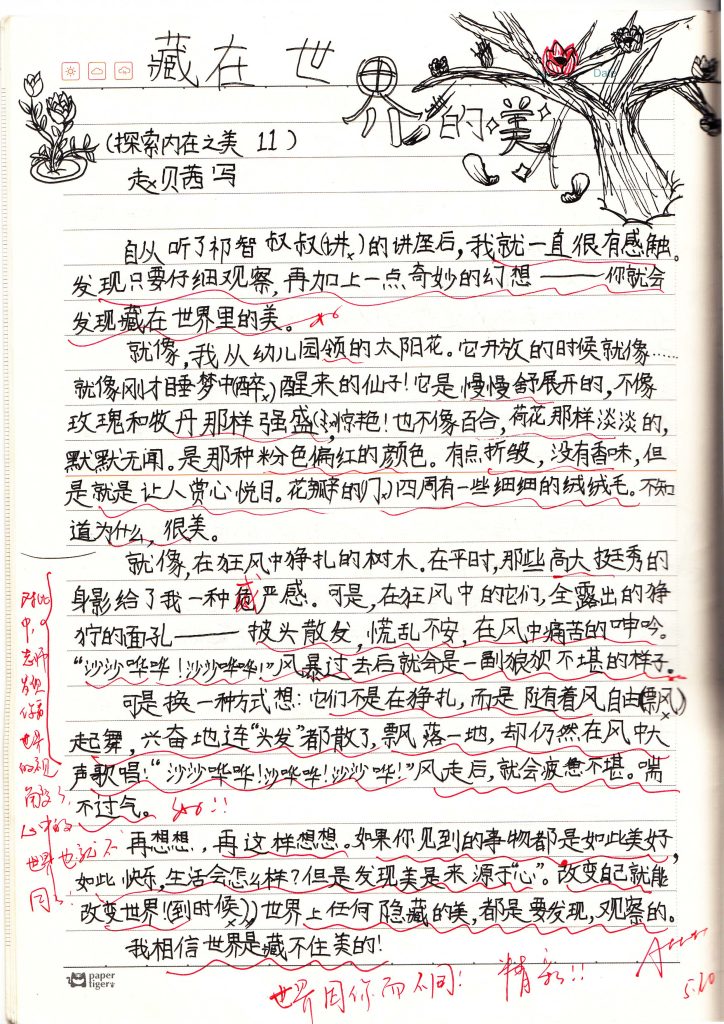 藏在世界的美
Date
(探索内在之美 11)
赵贝茜写
自从听了祁智叔叔(讲)的讲座后,我就一直很有感触。
发现只要仔细观察,再加上一点奇妙的幻想——你就会
发现藏在世界里的美。
就像,我从幼儿园领的太阳花。它开放的时候就像……
就像刚才睡梦中(醉)醒来的仙子!它是慢慢舒展开的,不像
玫瑰和牧丹那样强盛,惊艳!也不像百合,荷花那样淡淡的,
默默无闻。是那种粉色偏红的颜色。有点折皱,没有香味,但
是就是让人赏心悦目。花瓣的(门)四周有一些细细的绒绒毛。不知
道为什么,很美。
就像,在狂风中狰扎的树木。在平时,那些高大挺秀的
身影给了我一种威严感。可是,在狂风中的它们,全露出的狰
狞的面孔——披头散发,慌乱不安,在风中痛苦的呻吟。
“沙沙哗哗!沙沙哗哗!”风暴过去后就会是一副狼狈不堪的样子。
可是换一种方式想:它们不是在狰扎,而是随着风自由(飘风)
起舞,兴奋地连“头发”都散了,飘落一地,却仍然在风中大
声歌唱:“沙沙哗哗!沙哗哗!沙沙哗!”风走后,就会疲惫不堪。喘
不过气。
再想想,再这样想想。如果你见到的事物都是如此美好,
如此快乐,生活会怎么样?但是发现美是来源于“心”。改变自己就能
改变世界!(到时候),世界上任何隐藏的美,都是要发现,观察的。
我相信世界是藏不住美的!
对比
中,
老师
发现
你看
世界
的视
角变了,
心中的
世界也就不
同了。
paper
tiger
世界因你而不同!
精彩!!
5.20